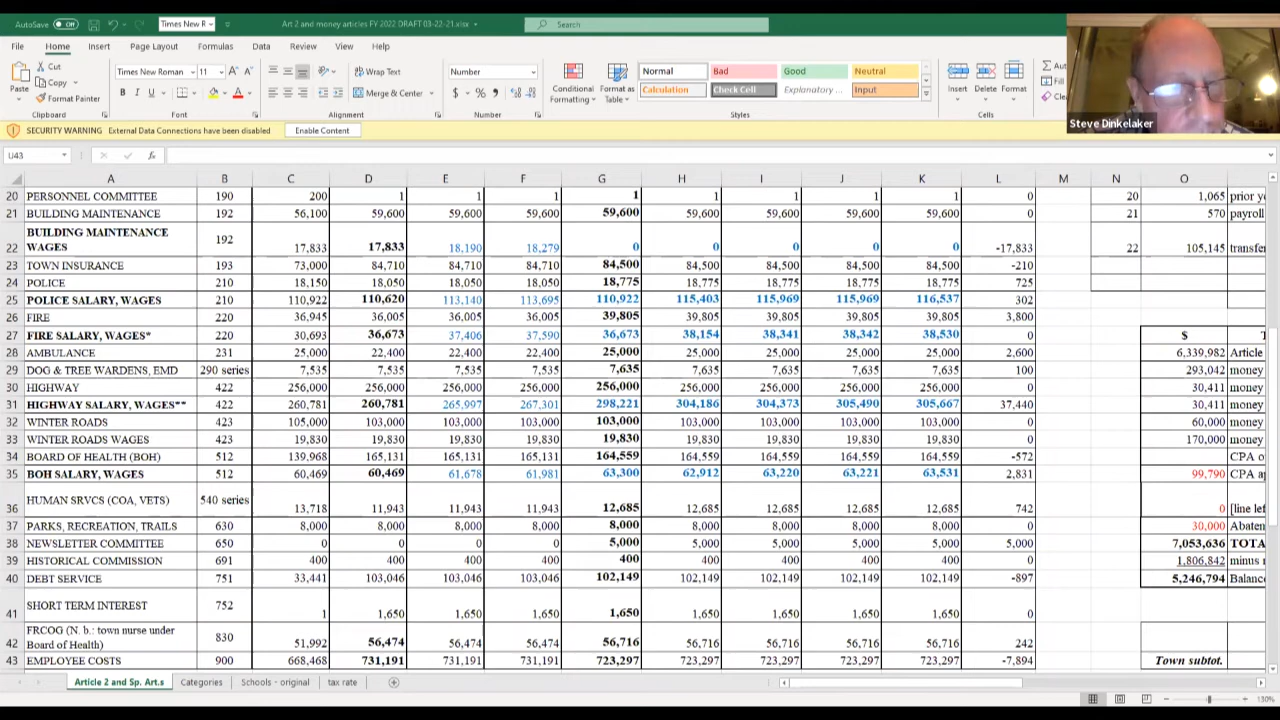 AutoSave Off Times New R Art 2 and money articles FY 2022 DRAFT 03-22-21.xlsx Search
File Home Insert Page Layout Formulas Data Review View Help
Cut Times New Roman 11 Wrap Text Number Normal Bad Good Neutral
Copy Merge & Center Conditional Format as Calculation Check Cell Explanatory ... Input Insert Delete Format
Paste Format Painter Formatting Table
Clipboard Font Alignment Number Styles Cells
Steve Dinkelaker
SECURITY WARNING External Data Connections have been disabled Enable Content
U43 fx
A B C D E F G H I J K L M N O
20 PERSONNEL COMMITTEE 190 200 1 1 1 1 1 1 1 1 0 20 1,065 prior
21 BUILDING MAINTENANCE 192 56,100 59,600 59,600 59,600 59,600 59,600 59,600 59,600 59,600 0 21 570 payroll
22 BUILDING MAINTENANCE WAGES 192 17,833 17,833 18,190 18,279 0 0 0 0 0 -17,833 22 105,145 transfe
23 TOWN INSURANCE 193 73,000 84,710 84,710 84,710 84,500 84,500 84,500 84,500 84,500 -210
24 POLICE 210 18,150 18,050 18,050 18,050 18,775 18,775 18,775 18,775 18,775 725
25 POLICE SALARY, WAGES 210 110,922 110,620 113,140 113,695 110,922 115,403 115,969 115,969 116,537 302
26 FIRE 220 36,945 36,005 36,005 36,005 39,805 39,805 39,805 39,805 39,805 3,800
27 FIRE SALARY, WAGES* 220 30,693 36,673 37,406 37,590 36,673 38,154 38,341 38,342 38,530 0 $ T
28 AMBULANCE 231 25,000 22,400 22,400 22,400 25,000 25,000 25,000 25,000 25,000 2,600 6,339,982 Article
29 DOG & TREE WARDENS, EMD 290 series 7,535 7,535 7,535 7,535 7,635 7,635 7,635 7,635 7,635 100 293,042 money
30 HIGHWAY 422 256,000 256,000 256,000 256,000 256,000 256,000 256,000 256,000 256,000 0 30,411 money
31 HIGHWAY SALARY, WAGES** 422 260,781 260,781 265,997 267,301 298,221 304,186 304,373 305,490 305,667 37,440 30,411 money
32 WINTER ROADS 423 105,000 103,000 103,000 103,000 103,000 103,000 103,000 103,000 103,000 0 60,000 money
33 WINTER ROADS WAGES 423 19,830 19,830 19,830 19,830 19,830 19,830 19,830 19,830 19,830 0 170,000 money
34 BOARD OF HEALTH (BOH) 512 139,968 165,131 165,131 165,131 164,559 164,559 164,559 164,559 164,559 -572 CPA o
35 BOH SALARY, WAGES 512 60,469 60,469 61,678 61,981 63,300 62,912 63,220 63,221 63,531 2,831 99,790 CPA a
36 HUMAN SRVCS (COA, VETS) 540 series 13,718 11,943 11,943 11,943 12,685 12,685 12,685 12,685 12,685 742 0 [line lef
37 PARKS, RECREATION, TRAILS 630 8,000 8,000 8,000 8,000 8,000 8,000 8,000 8,000 8,000 0 30,000 Abaten
38 NEWSLETTER COMMITTEE 650 0 0 0 0 5,000 5,000 5,000 5,000 5,000 5,000 7,053,636 TOTA
39 HISTORICAL COMMISSION 691 400 400 400 400 400 400 400 400 400 0 1,806,842 minus
40 DEBT SERVICE 751 33,441 103,046 103,046 103,046 102,149 102,149 102,149 102,149 102,149 -897 5,246,794 Balanc
41 SHORT TERM INTEREST 752 1 1,650 1,650 1,650 1,650 1,650 1,650 1,650 1,650 0
42 FRCOG (N. b.: town nurse under Board of Health) 830 51,992 56,474 56,474 56,474 56,716 56,716 56,716 56,716 56,716 242
43 EMPLOYEE COSTS 900 668,468 731,191 731,191 731,191 723,297 723,297 723,297 723,297 723,297 -7,894 Town subtot.
Article 2 and Sp. Art.s Categories Schools - original tax rate
130%